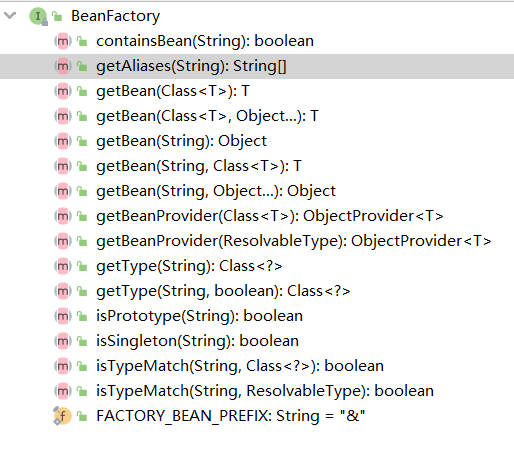 BeanFactory
containsBean(String): boolean
getAliases(String): String[]
getBean(Class<T>): T
getBean(Class<T>, Object...): T
getBean(String): Object
getBean(String, Class<T>): T
getBean(String, Object...): Object
getBeanProvider(Class<T>): ObjectProvider<T>
getBeanProvider(ResolvableType): ObjectProvider<T>
getType(String): Class<?>
getType(String, boolean): Class<?>
isPrototype(String): boolean
isSingleton(String): boolean
isTypeMatch(String, Class<?>): boolean
isTypeMatch(String, ResolvableType): boolean
FACTORY_BEAN_PREFIX: String = "&"